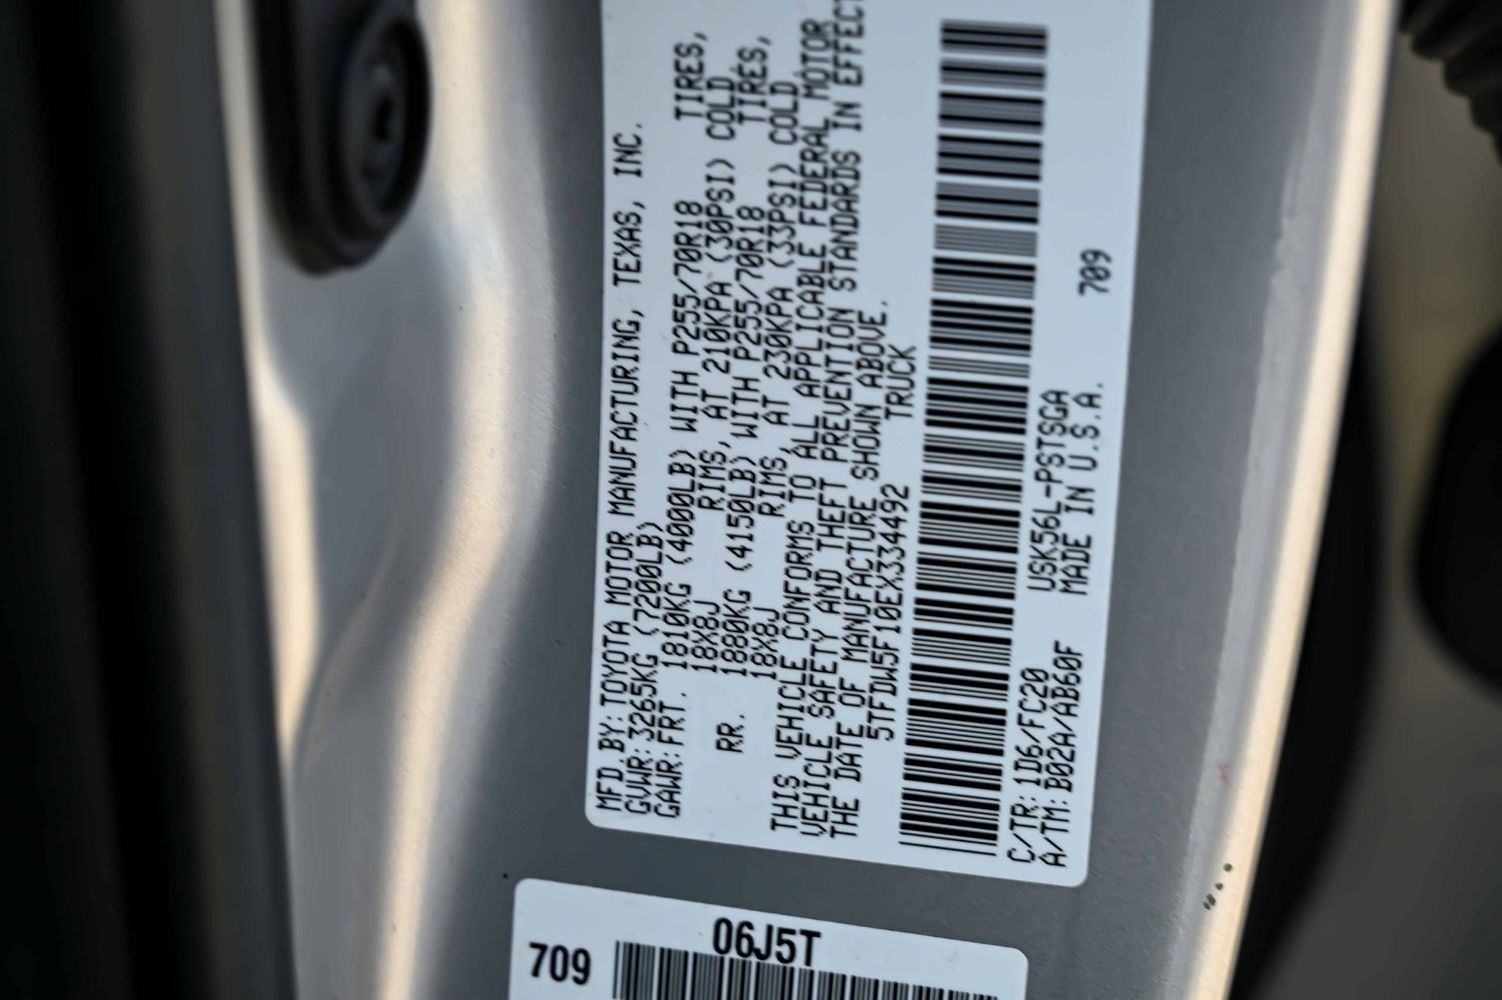 MFD BY: TOYOTA MOTOR MANUFACTURING, TEXAS, INC.
GVWR: 3265KG (7200LB)
GAWR: FRT. 1810KG (4000LB) WITH P255/70R18 TIRES,
18X8J RIMS, AT 210KPA (30PSI) COLD
RR. 1880KG (4150LB) WITH P255/70R18 TIRES,
18X8J RIMS, AT 230KPA (33PSI) COLD
THIS VEHICLE CONFORMS TO ALL APPLICABLE FEDERAL MOTOR
VEHICLE SAFETY AND THEFT PREVENTION STANDARDS IN EFFECT
THE DATE OF MANUFACTURE SHOWN ABOVE.
5TFDW5F10EX334492 TRUCK
C/TR: 1D6/FC20 USK56L-PSTSGA 709
A/TM: B02A/AB60F MADE IN U.S.A.
06J5T
709